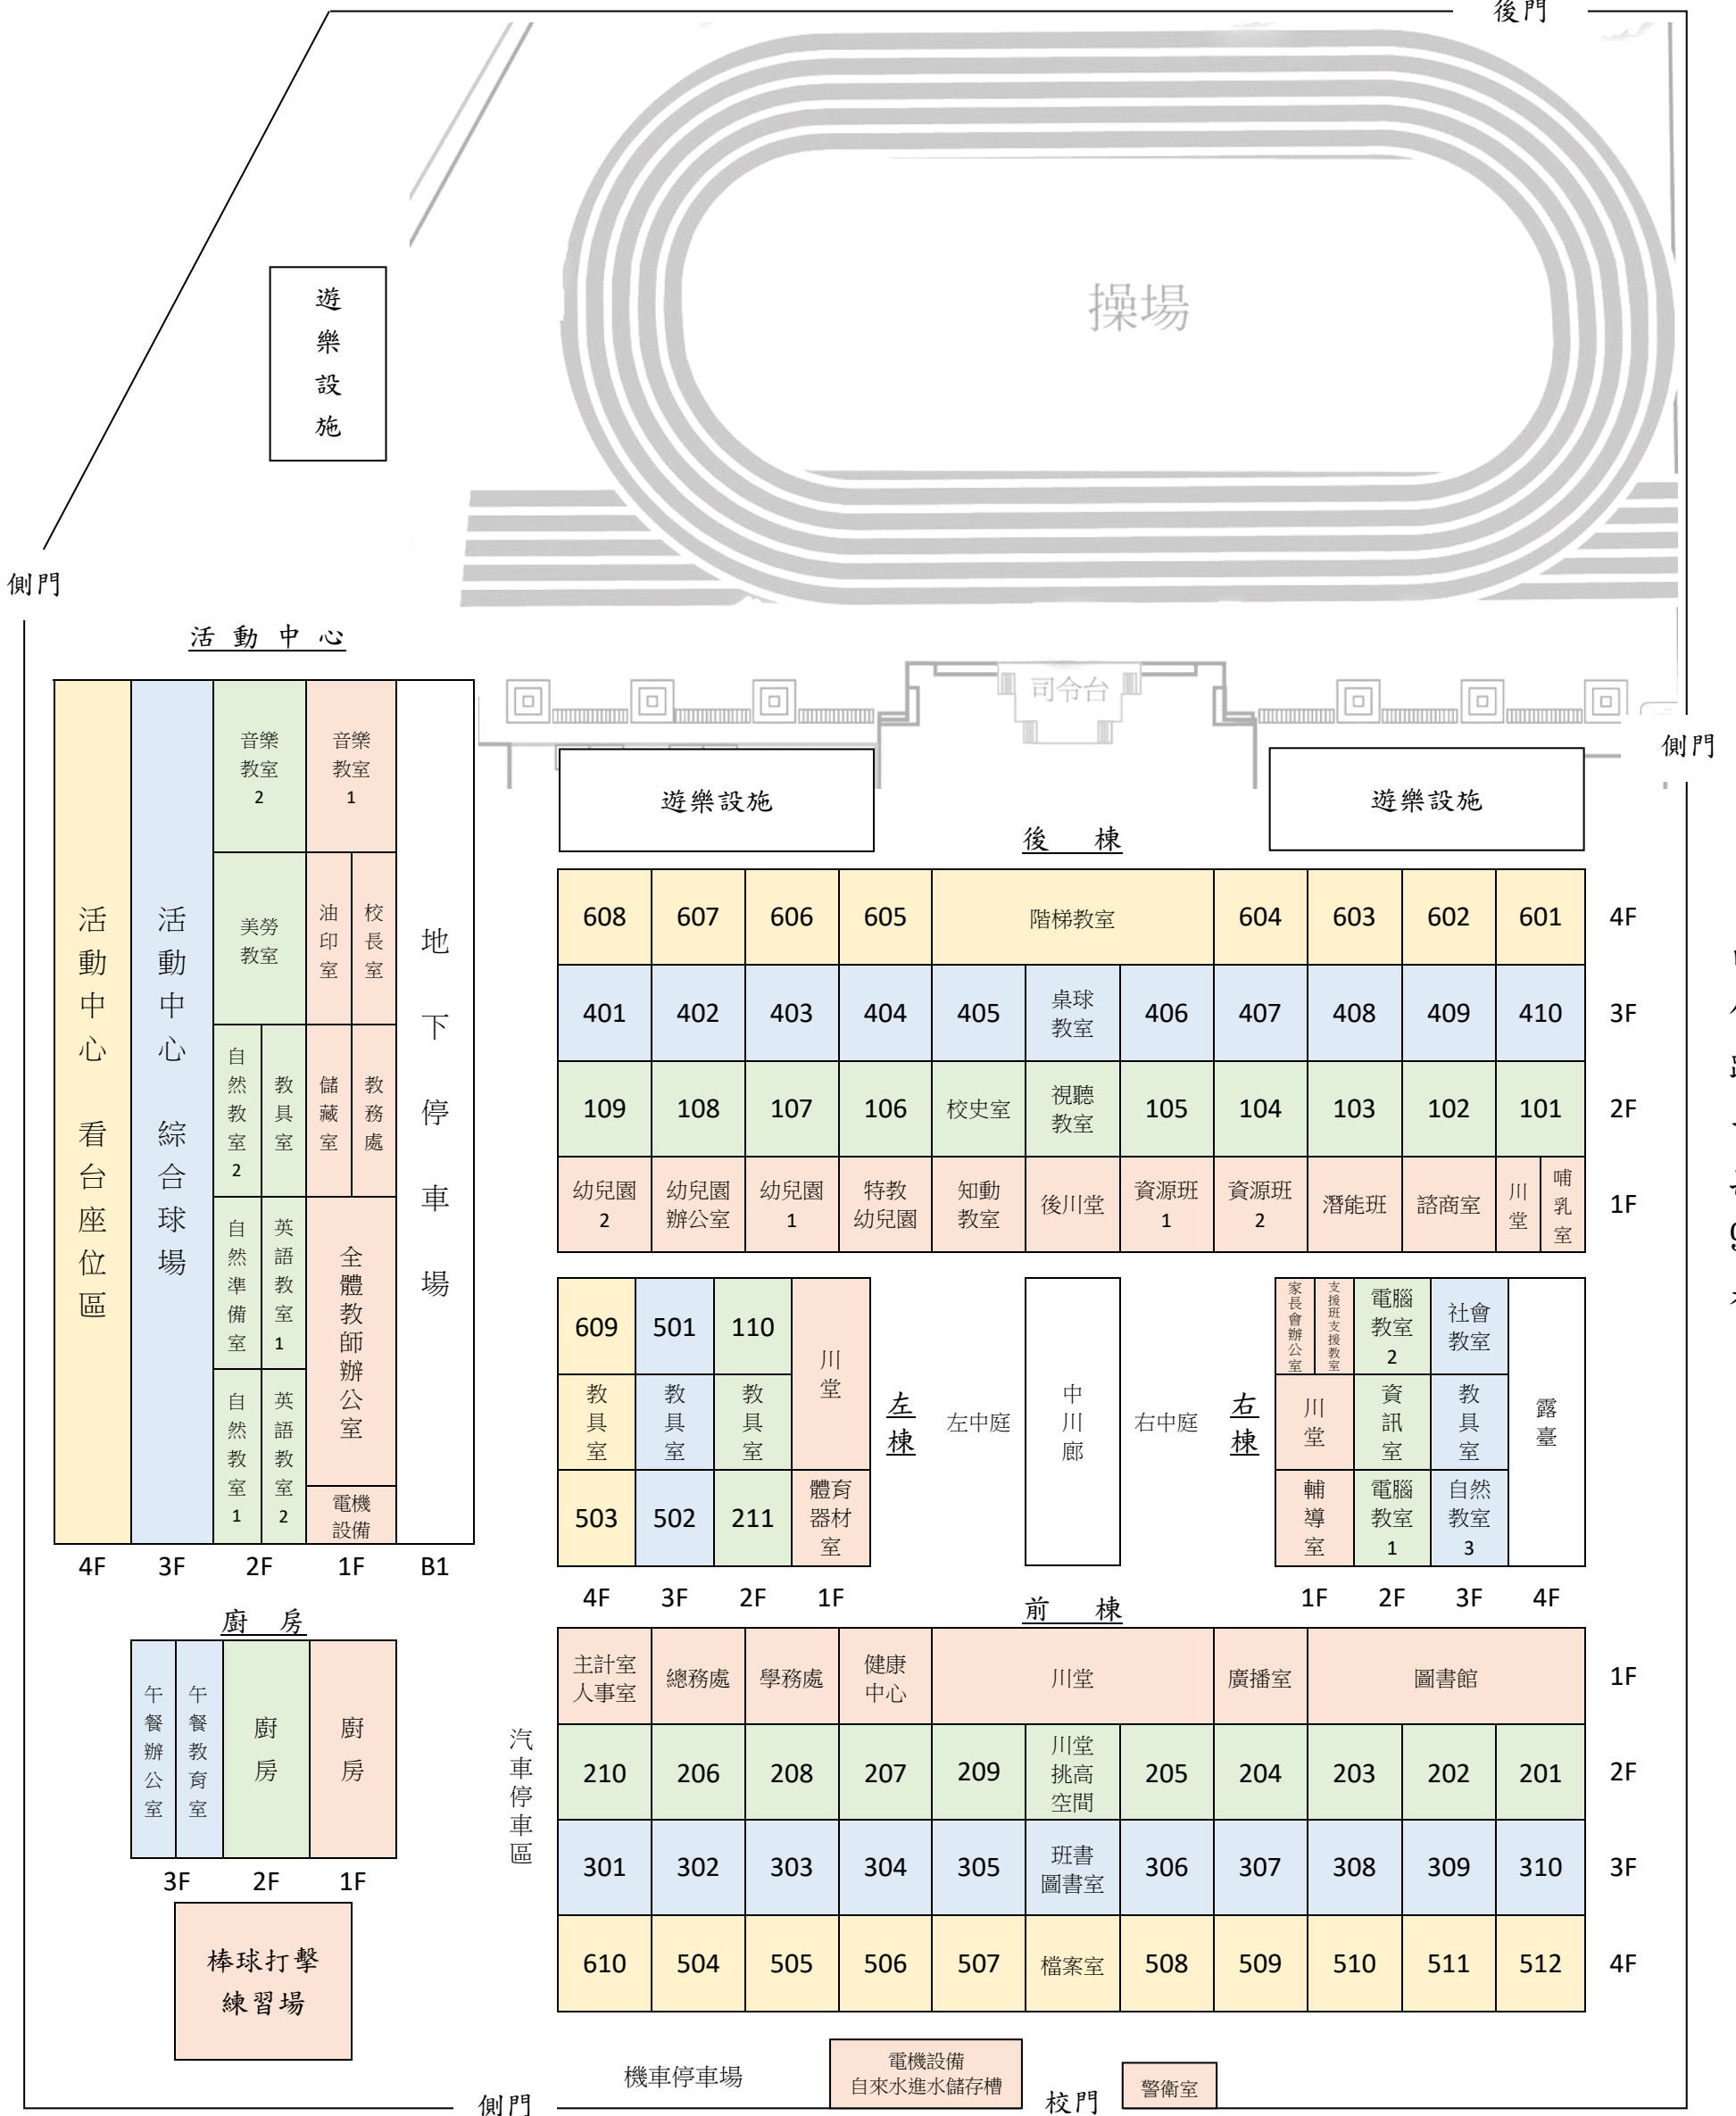 後門
操場
遊樂設施
側門
活動中心
司令台
側門
音樂教室2
音樂教室1
遊樂設施
遊樂設施
後 棟
活動中心 看台座位區
活動中心 綜合球場
美勞教室
油印室
校長室
地下停車場
自然教室2
教具室
儲藏室
教務處
自然準備室
英語教室1
全體教師辦公室
自然教室1
英語教室2
電機設備
4F 3F 2F 1F B1
608 607 606 605 階梯教室 604 603 602 601 4F
401 402 403 404 405 桌球教室 406 407 408 409 410 3F
109 108 107 106 校史室 視聽教室 105 104 103 102 101 2F
幼兒園2 幼兒園辦公室 幼兒園1 特教幼兒園 知動教室 後川堂 資源班1 資源班2 潛能班 諮商室 川堂 哺乳室 1F
609 501 110 川堂
教具室 教具室 教具室
503 502 211 體育器材室
4F 3F 2F 1F
左棟
左中庭
中川廊
右中庭
右棟
家長會辦公室 支援班支援教室 電腦教室2 社會教室 露臺
川堂 資訊室 教具室
輔導室 電腦教室1 自然教室3
1F 2F 3F 4F
廚 房
午餐辦公室 午餐教育室 廚房 廚房
3F 2F 1F
棒球打擊
練習場
汽車停車區
前 棟
主計室人事室 總務處 學務處 健康中心 川堂 廣播室 圖書館 1F
210 206 208 207 209 川堂挑高空間 205 204 203 202 201 2F
301 302 303 304 305 班書圖書室 306 307 308 309 310 3F
610 504 505 506 507 檔案室 508 509 510 511 512 4F
機車停車場
電機設備
自來水進水儲存槽
警衛室
側門
校門